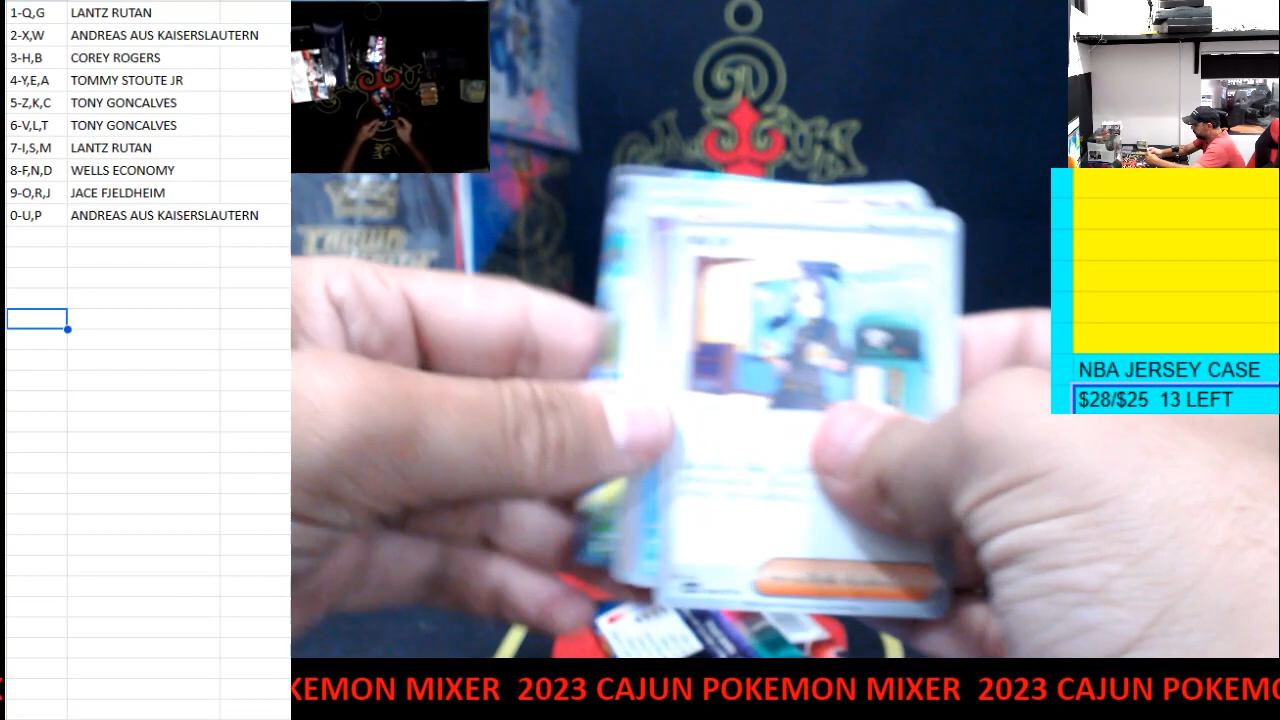 1-Q,G LANTZ RUTAN
2-X,W ANDREAS AUS KAISERSLAUTERN
3-H,B COREY ROGERS
4-Y,E,A TOMMY STOUTE JR
5-Z,K,C TONY GONCALVES
6-V,L,T TONY GONCALVES
7-I,S,M LANTZ RUTAN
8-F,N,D WELLS ECONOMY
9-O,R,J JACE FJELDHEIM
0-U,P ANDREAS AUS KAISERSLAUTERN
NBA JERSEY CASE
$28/$25 13 LEFT
KEMON MIXER 2023 CAJUN POKEMON MIXER 2023 CAJUN POKEM